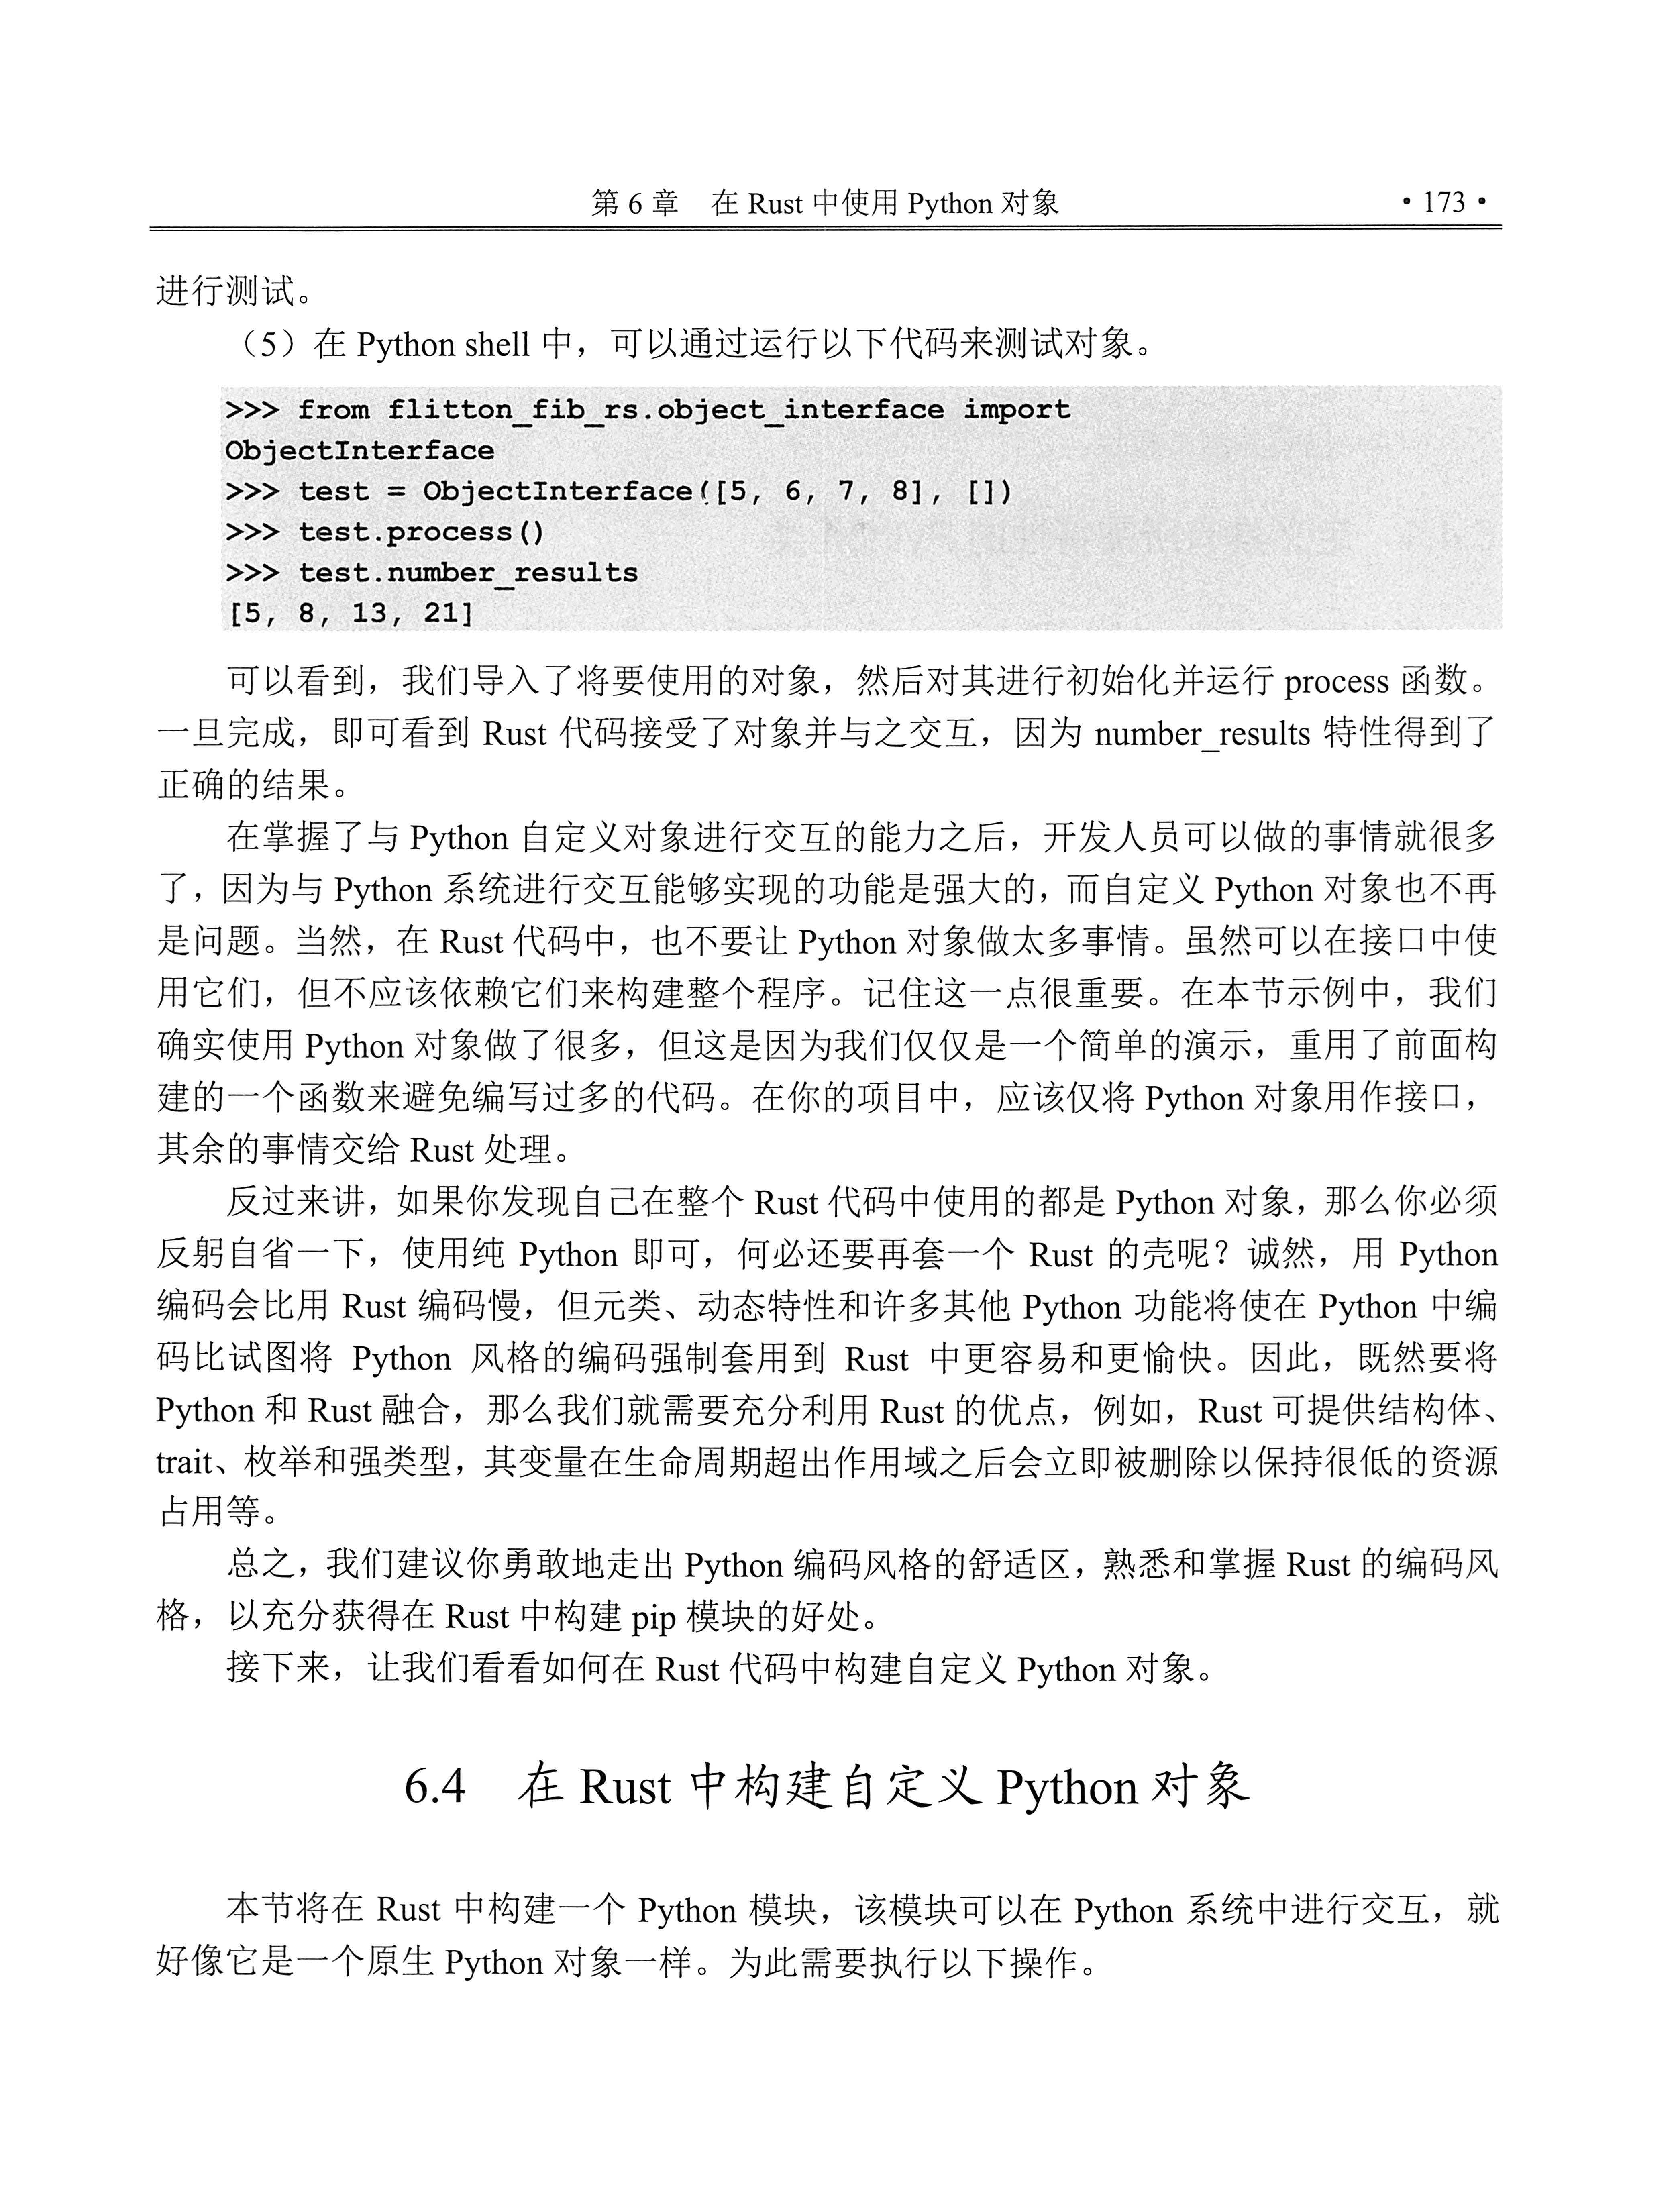 第 6 章　在 Rust 中使用 Python 对象
• 173 •
进行测试。
（5）在 Python shell 中，可以通过运行以下代码来测试对象。
>>> from flitton_fib_rs.object_interface import
ObjectInterface
>>> test = ObjectInterface([5, 6, 7, 8], [])
>>> test.process()
>>> test.number_results
[5, 8, 13, 21]
可以看到，我们导入了将要使用的对象，然后对其进行初始化并运行 process 函数。
一旦完成，即可看到 Rust 代码接受了对象并与之交互，因为 number_results 特性得到了
正确的结果。
在掌握了与 Python 自定义对象进行交互的能力之后，开发人员可以做的事情就很多
了，因为与 Python 系统进行交互能够实现的功能是强大的，而自定义 Python 对象也不再
是问题。当然，在 Rust 代码中，也不要让 Python 对象做太多事情。虽然可以在接口中使
用它们，但不应该依赖它们来构建整个程序。记住这一点很重要。在本节示例中，我们
确实使用 Python 对象做了很多，但这是因为我们仅仅是一个简单的演示，重用了前面构
建的一个函数来避免编写过多的代码。在你的项目中，应该仅将 Python 对象用作接口，
其余的事情交给 Rust 处理。
反过来讲，如果你发现自己在整个 Rust 代码中使用的都是 Python 对象，那么你必须
反躬自省一下，使用纯 Python 即可，何必还要再套一个 Rust 的壳呢？诚然，用 Python
编码会比用 Rust 编码慢，但元类、动态特性和许多其他 Python 功能将使在 Python 中编
码比试图将 Python 风格的编码强制套用到 Rust 中更容易和更愉快。因此，既然要将
Python 和 Rust 融合，那么我们就需要充分利用 Rust 的优点，例如，Rust 可提供结构体、
trait、枚举和强类型，其变量在生命周期超出作用域之后会立即被删除以保持很低的资源
占用等。
总之，我们建议你勇敢地走出 Python 编码风格的舒适区，熟悉和掌握 Rust 的编码风
格，以充分获得在 Rust 中构建 pip 模块的好处。
接下来，让我们看看如何在 Rust 代码中构建自定义 Python 对象。
6.4　在 Rust 中构建自定义 Python 对象
本节将在 Rust 中构建一个 Python 模块，该模块可以在 Python 系统中进行交互，就
好像它是一个原生 Python 对象一样。为此需要执行以下操作。